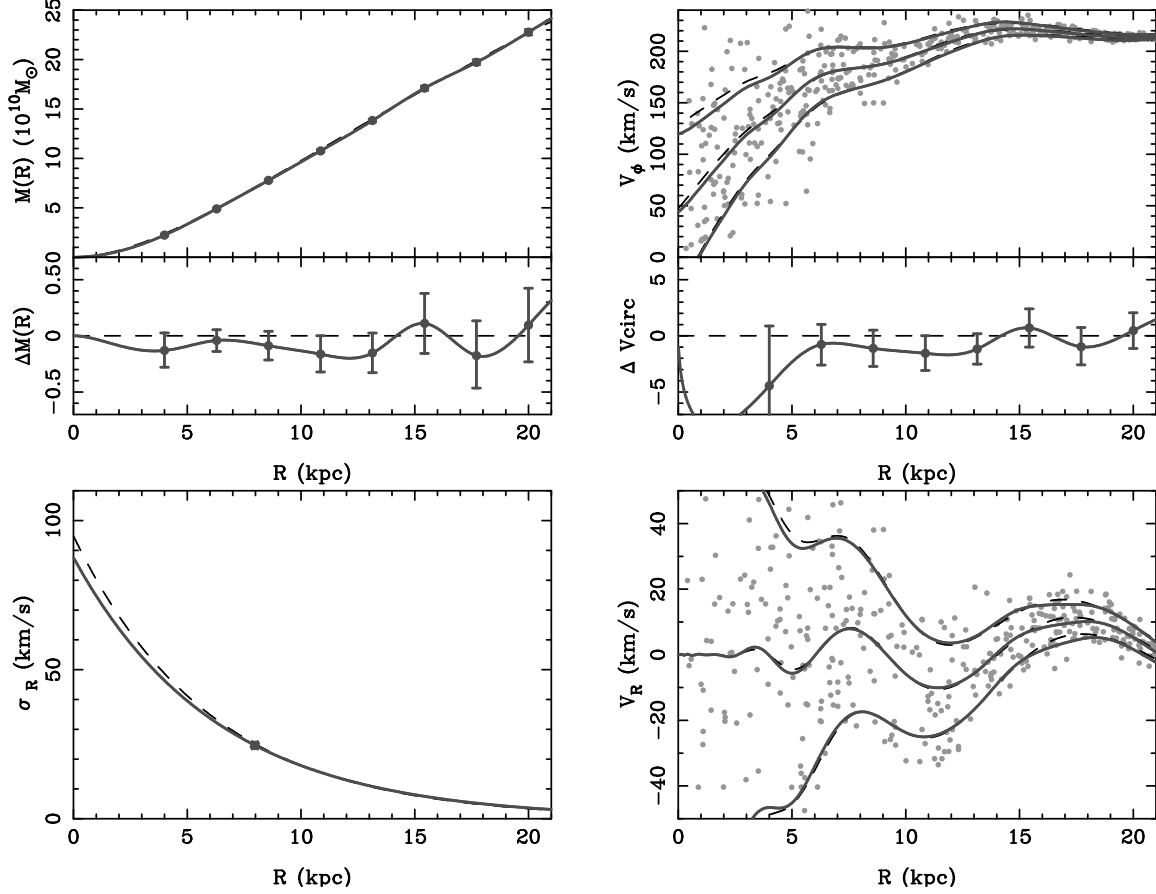 M(R) (10^10 M⊙)
0 5 10 15 20 25
ΔM(R)
−0.5 0 0.5
0 5 10 15 20
R (kpc)
V_ϕ (km/s)
0 50 100 150 200
Δ Vcirc
−5 0 5
0 5 10 15 20
R (kpc)
σ_R (km/s)
0 50 100
0 5 10 15 20
R (kpc)
V_R (km/s)
−40 −20 0 20 40
0 5 10 15 20
R (kpc)